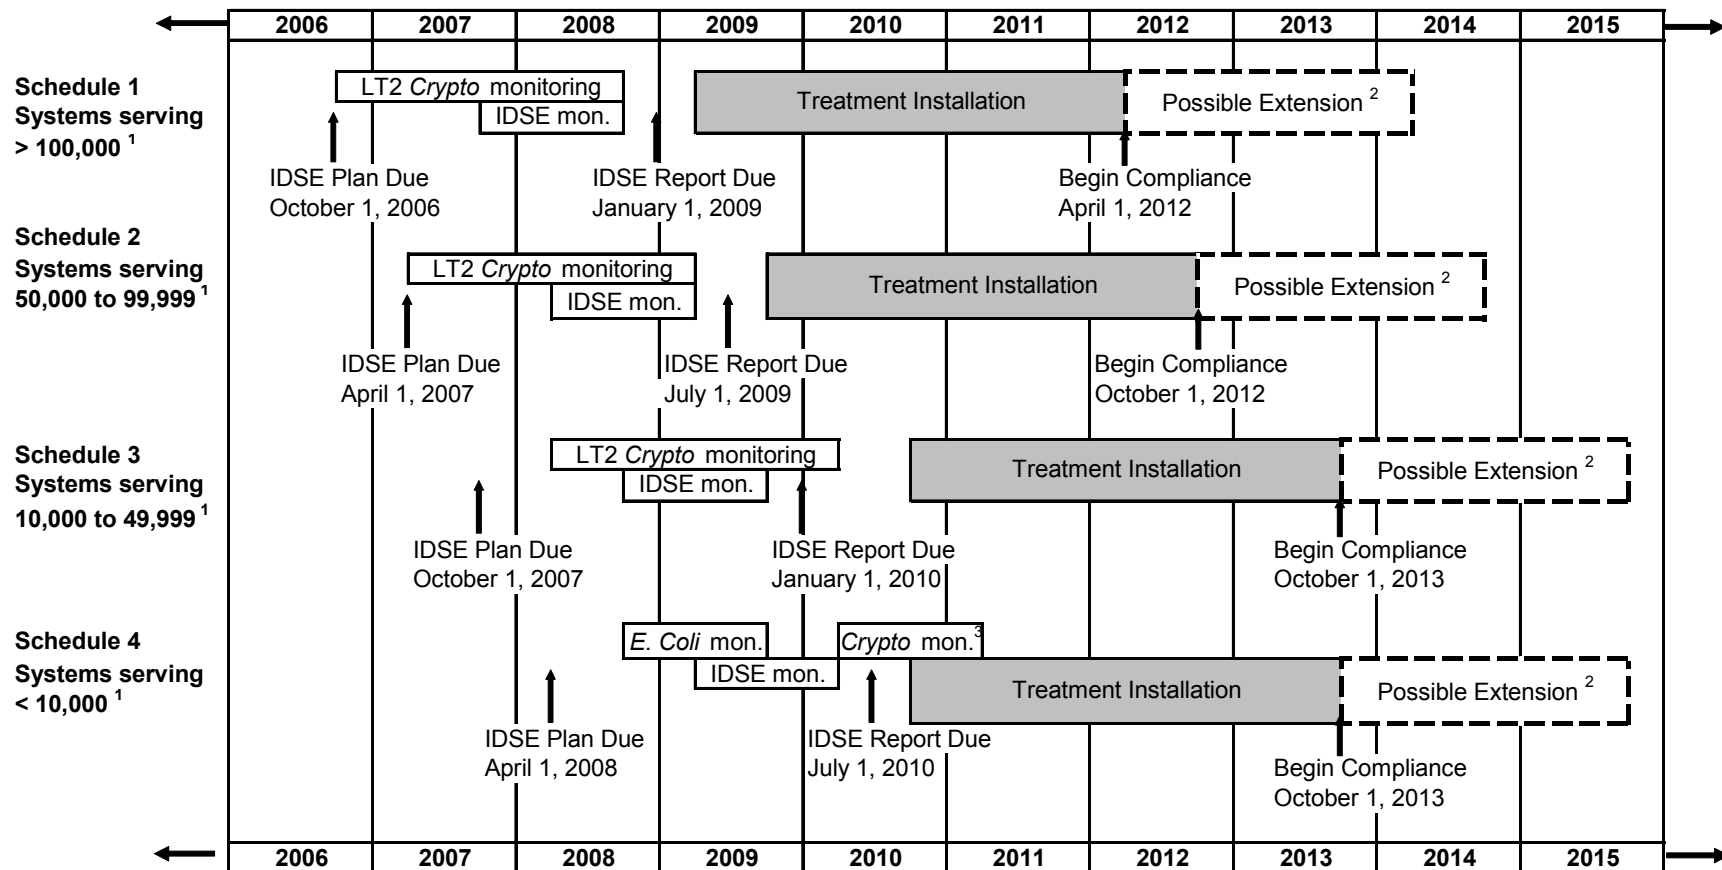 2006 2007 2008 2009 2010 2011 2012 2013 2014 2015
Schedule 1
Systems serving
> 100,000 1
LT2 Crypto monitoring
IDSE mon.
Treatment Installation
Possible Extension 2
IDSE Plan Due
October 1, 2006
IDSE Report Due
January 1, 2009
Begin Compliance
April 1, 2012
Schedule 2
Systems serving
50,000 to 99,999 1
LT2 Crypto monitoring
IDSE mon.
Treatment Installation
Possible Extension 2
IDSE Plan Due
April 1, 2007
IDSE Report Due
July 1, 2009
Begin Compliance
October 1, 2012
Schedule 3
Systems serving
10,000 to 49,999 1
LT2 Crypto monitoring
IDSE mon.
Treatment Installation
Possible Extension 2
IDSE Plan Due
October 1, 2007
IDSE Report Due
January 1, 2010
Begin Compliance
October 1, 2013
Schedule 4
Systems serving
< 10,000 1
E. Coli mon.
IDSE mon.
Crypto mon.3
Treatment Installation
Possible Extension 2
IDSE Plan Due
April 1, 2008
IDSE Report Due
July 1, 2010
Begin Compliance
October 1, 2013
2006 2007 2008 2009 2010 2011 2012 2013 2014 2015